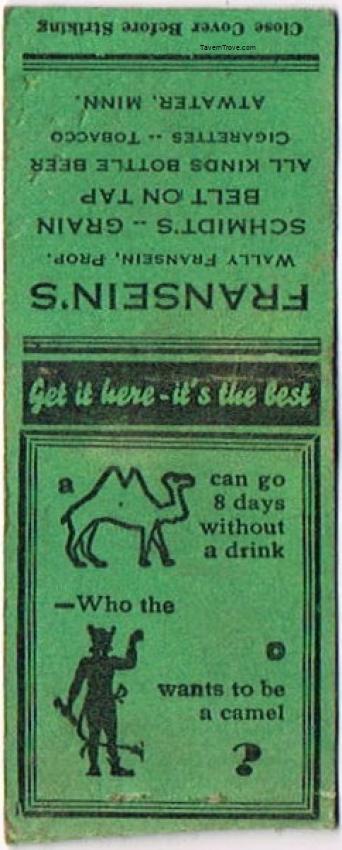 Close Cover Before Striking
TavernTrove.com
FRANSEIN'S
WALLY FRANSEIN, PROP.
SCHMIDT'S -- GRAIN
BELT ON TAP
ALL KINDS BOTTLE BEER
CIGARETTES -- TOBACCO
ATWATER, MINN.
Get it here - it's the best
a can go
8 days
without
a drink
—Who the
©
wants to be
a camel
?